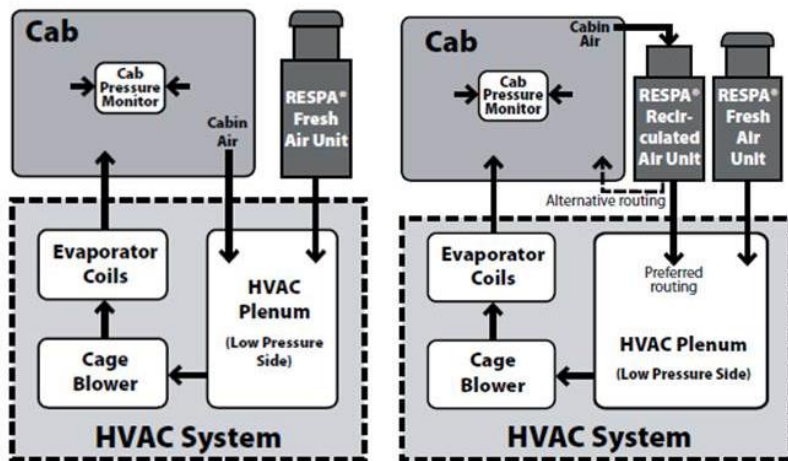 Cab
Cab
Pressure
Monitor
Cabin
Air
RESPA®
Fresh
Air Unit
Evaporator
Coils
HVAC
Plenum
(Low Pressure
Side)
Cage
Blower
HVAC System
Cab
Cabin
Air
Cab
Pressure
Monitor
RESPA®
Recir-
culated
Air Unit
RESPA®
Fresh
Air
Unit
Alternative routing
Evaporator
Coils
Preferred
routing
HVAC Plenum
(Low Pressure Side)
Cage
Blower
HVAC System